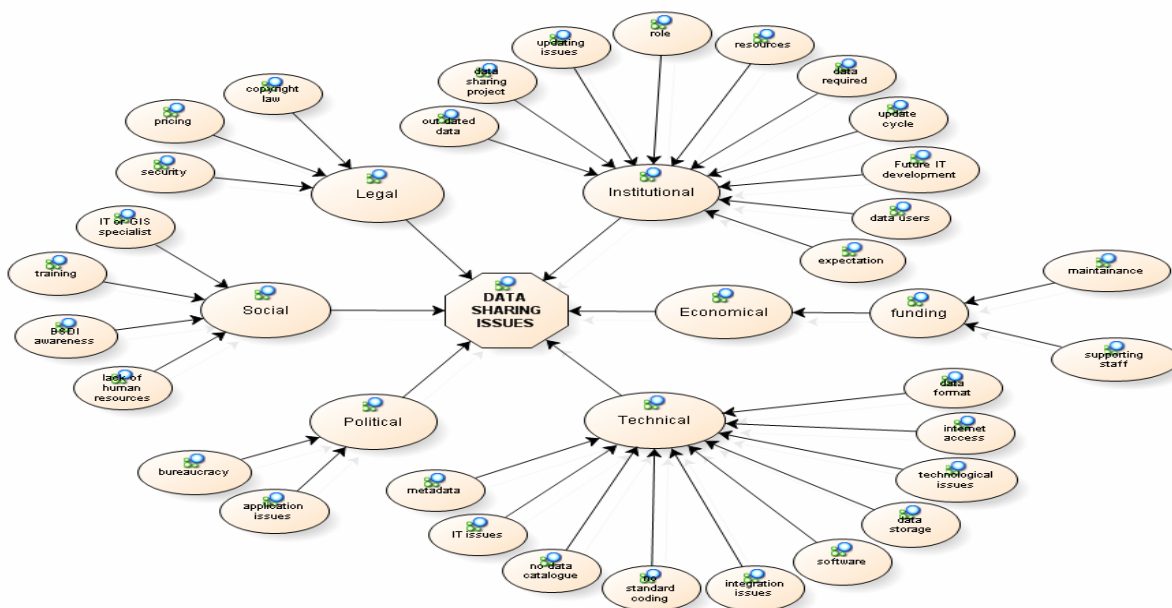 role
updating
issues
resources
data
sharing
project
data
required
copyright
law
out dated
data
update
cycle
pricing
security
Legal
Institutional
Future IT
development
data users
expectation
IT or GIS
specialist
training
Social
DATA
SHARING
ISSUES
Economical
funding
maintainance
awareness
lack of
human
resources
supporting
staff
Political
Technical
data
format
internet
access
bureaucracy
application
issues
metadata
IT issues
no data
catalogue
no
standard
coding
integration
issues
software
data
storage
technological
issues